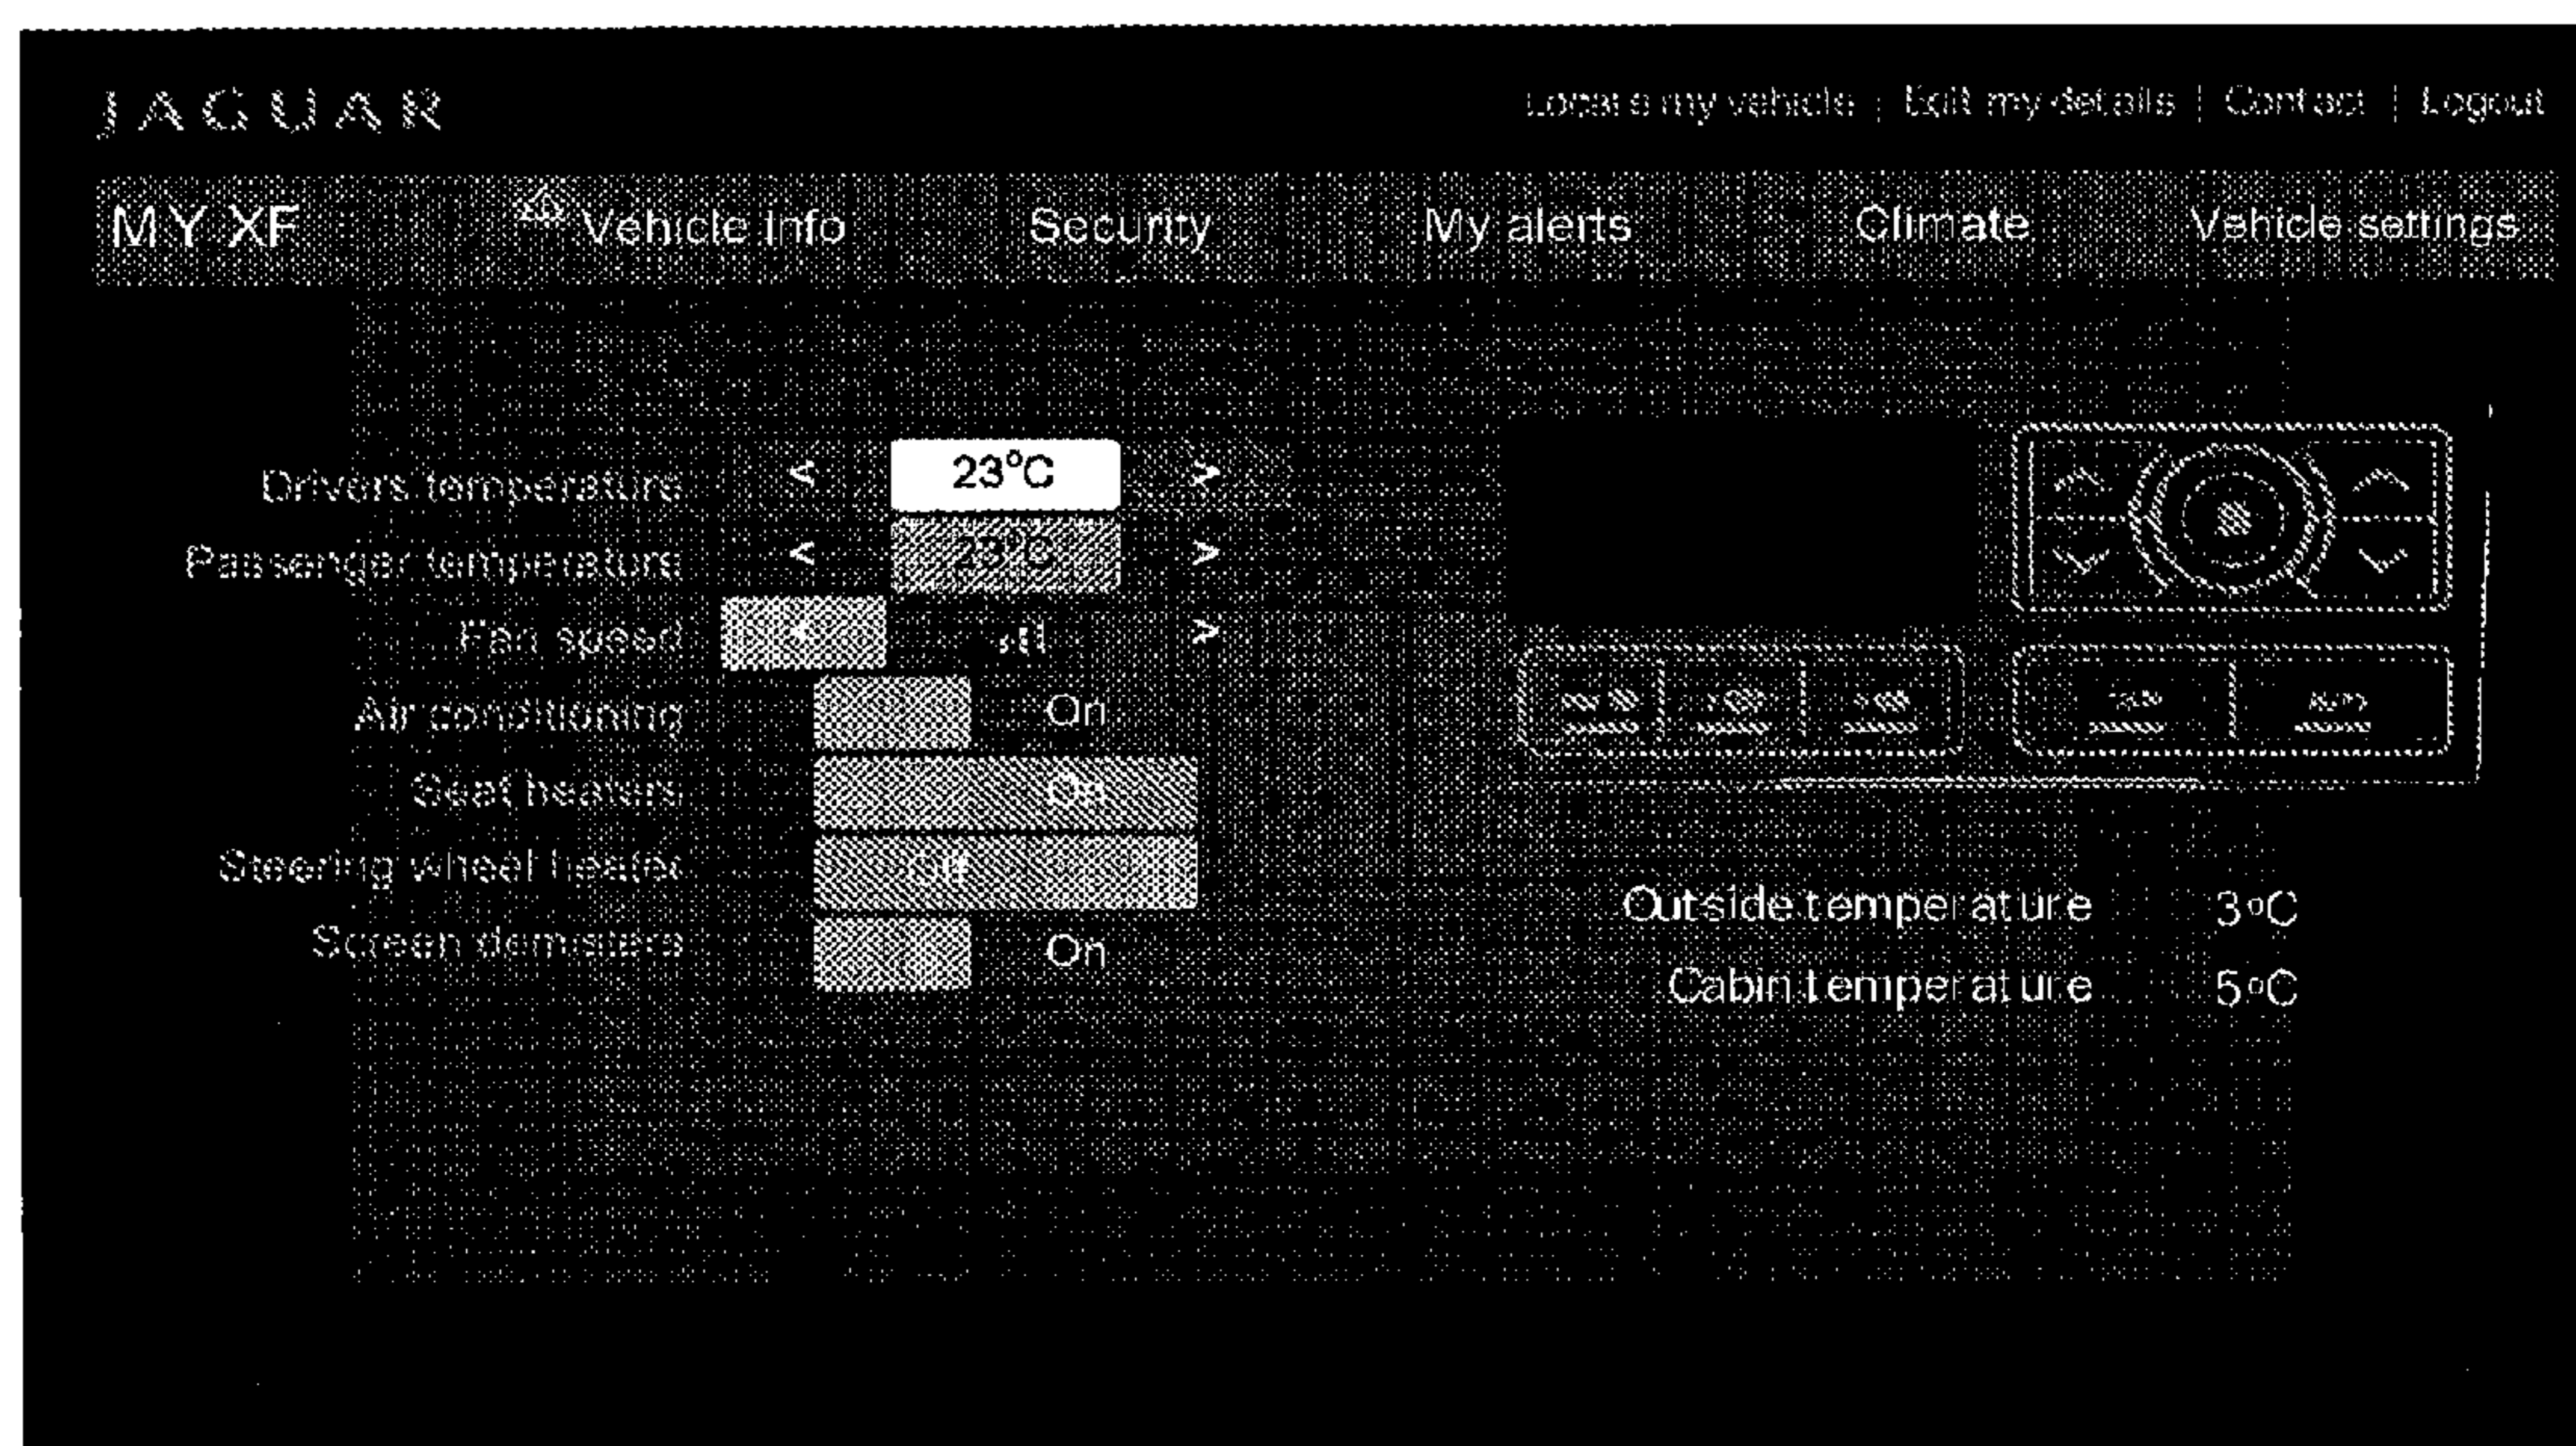 JAGUAR
Locate my vehicle | Edit my details | Contact | Logout
MY XF Vehicle Info Security My alerts Climate Vehicle settings
Drivers temperature < 23°C >
Passenger temperature < 23°C >
Fan speed < >
Air conditioning On
Seat heaters On
Steering wheel heater Off
Screen demisters On
AUTO
Outside temperature 3°C
Cabin temperature 5°C